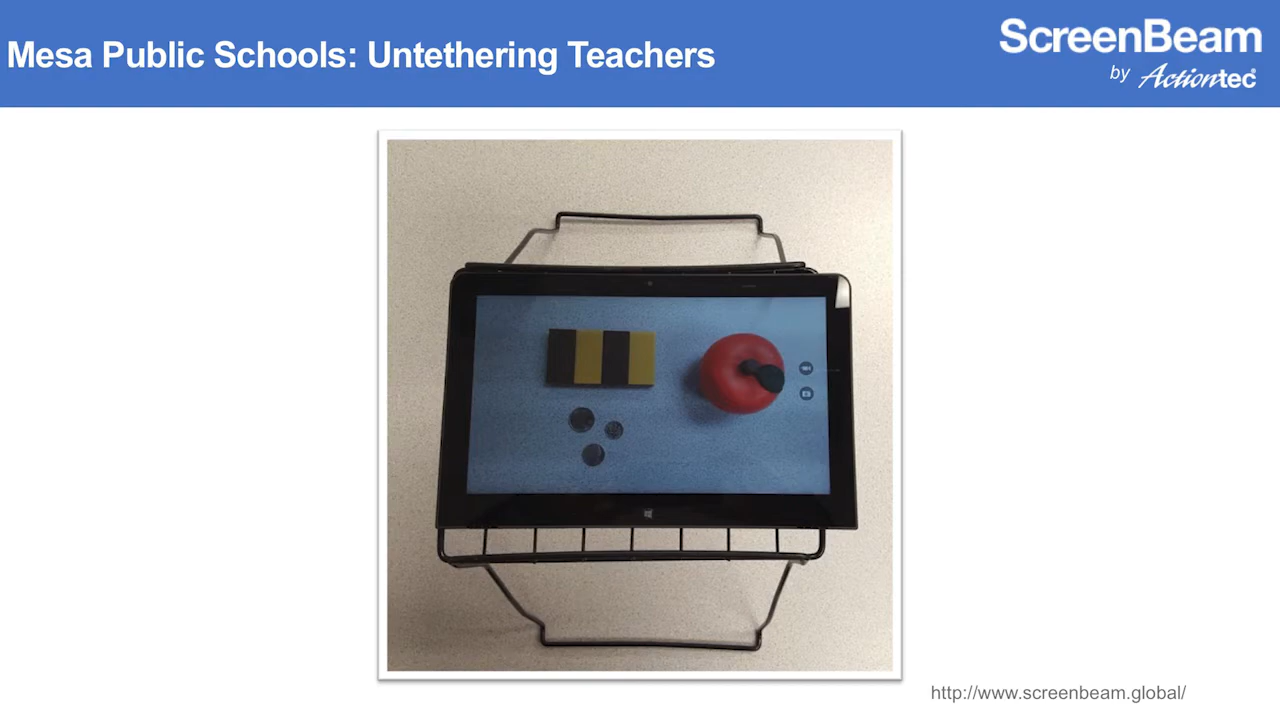 Mesa Public Schools: Untethering Teachers
ScreenBeam
by Actiontec®
http://www.screenbeam.global/